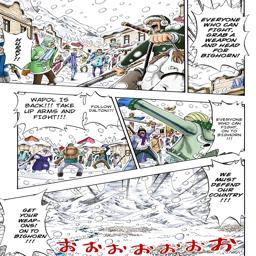 EVERYONE
WHO CAN
FIGHT,
GRAB A
WEAPON
AND HEAD
FOR
BIGHORN!
HURRY!!
EVERYONE
WHO CAN
FIGHT,
ON TO
BIGHORN
!!!
FOLLOW
DALTON!!
WAPOL IS
BACK!!! TAKE
UP ARMS AND
FIGHT!!!
WE
MUST
DEFEND
OUR
COUNTRY
!!!
GET
YOUR
WEAP-
ONS!
ON TO
BIGHORN
!!!
おおおおおおお